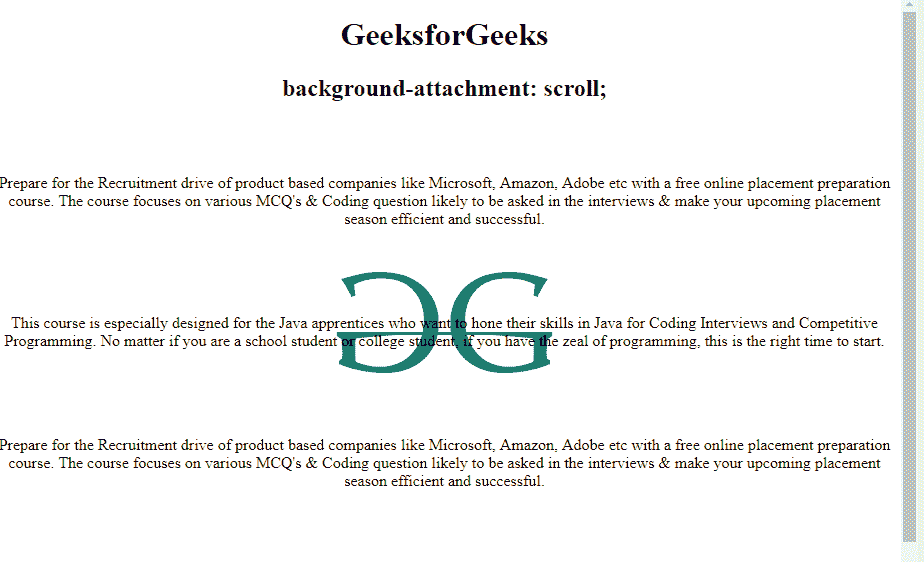 GeeksforGeeks
background-attachment: scroll;
Prepare for the Recruitment drive of product based companies like Microsoft, Amazon, Adobe etc with a free online placement preparation
course. The course focuses on various MCQ's & Coding question likely to be asked in the interviews & make your upcoming placement
season efficient and successful.
This course is especially designed for the Java apprentices who want to hone their skills in Java for Coding Interviews and Competitive
Programming. No matter if you are a school student or college student, if you have the zeal of programming, this is the right time to start.
Prepare for the Recruitment drive of product based companies like Microsoft, Amazon, Adobe etc with a free online placement preparation
course. The course focuses on various MCQ's & Coding question likely to be asked in the interviews & make your upcoming placement
season efficient and successful.